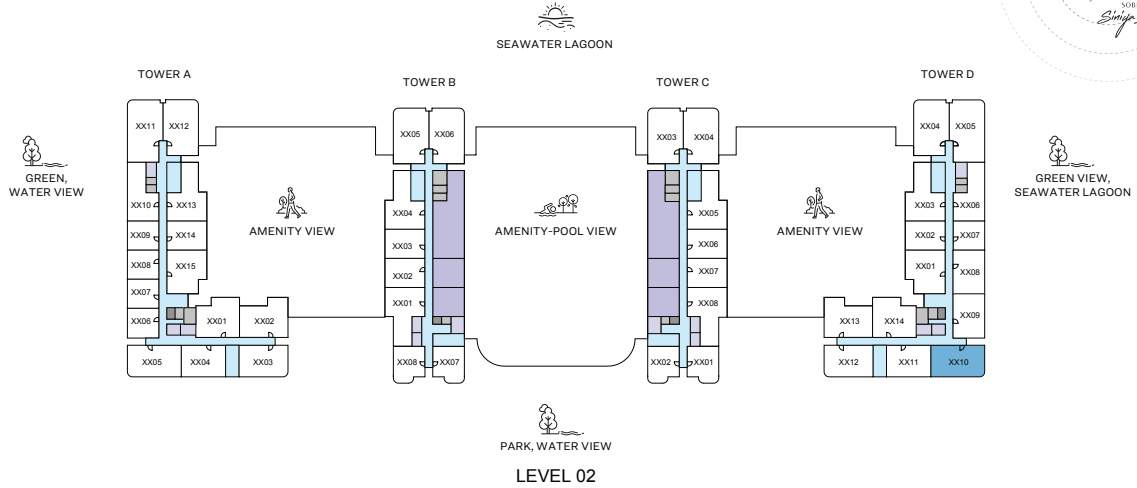 SOB
Siniya
SEAWATER LAGOON
TOWER A
TOWER B
TOWER C
TOWER D
XX11 XX12
XX05 XX06
XX03 XX04
XX04 XX05
GREEN,
WATER VIEW
GREEN VIEW,
SEAWATER LAGOON
XX10 XX13
XX09 XX14
XX08 XX15
XX07
XX06 XX01 XX02
XX05 XX04 XX03
AMENITY VIEW
XX04
XX03
XX02
XX01
XX08 XX07
AMENITY-POOL VIEW
XX05
XX06
XX07
XX08
XX02 XX01
AMENITY VIEW
XX03 XX06
XX02 XX07
XX01 XX08
XX09
XX13 XX14
XX12 XX11 XX10
PARK, WATER VIEW
LEVEL 02